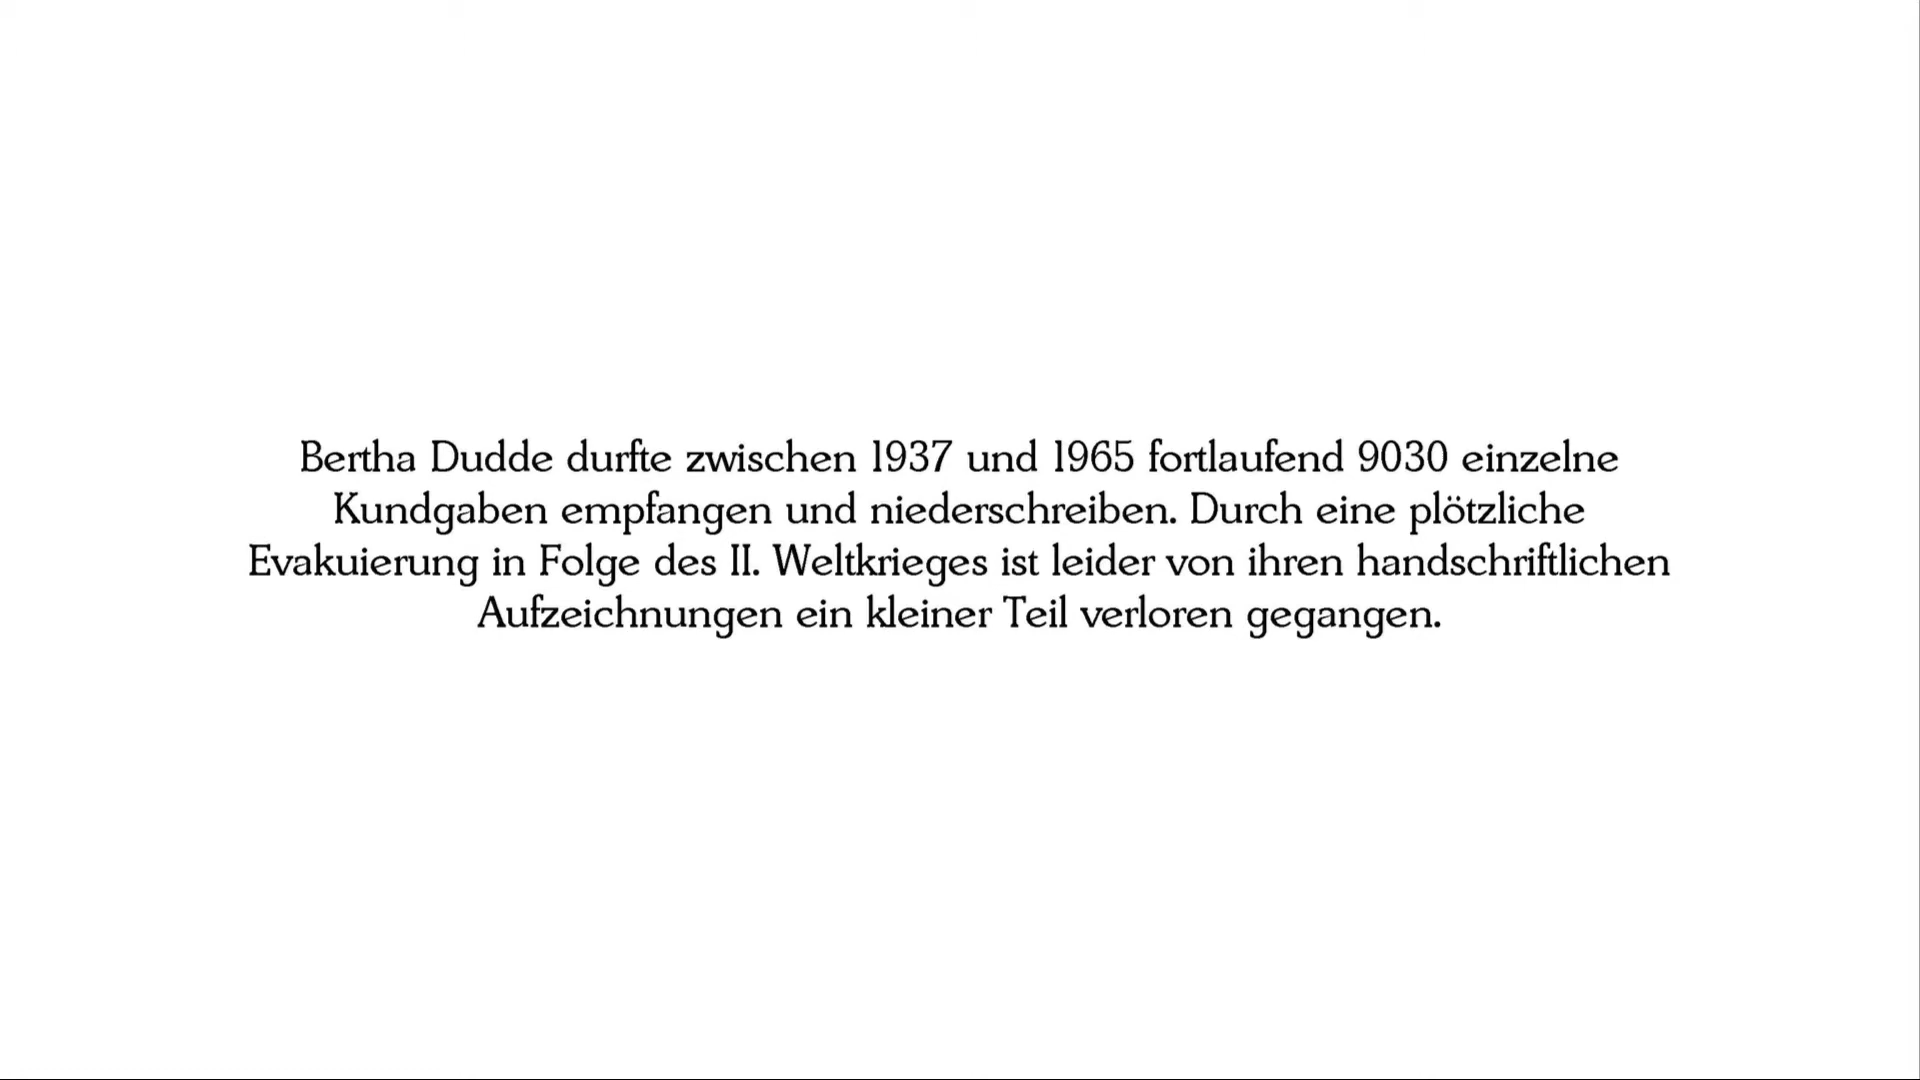 Bertha Dudde durfte zwischen 1937 und 1965 fortlaufend 9030 einzelne
Kundgaben empfangen und niederschreiben. Durch eine plötzliche
Evakuierung in Folge des II. Weltkrieges ist leider von ihren handschriftlichen
Aufzeichnungen ein kleiner Teil verloren gegangen.